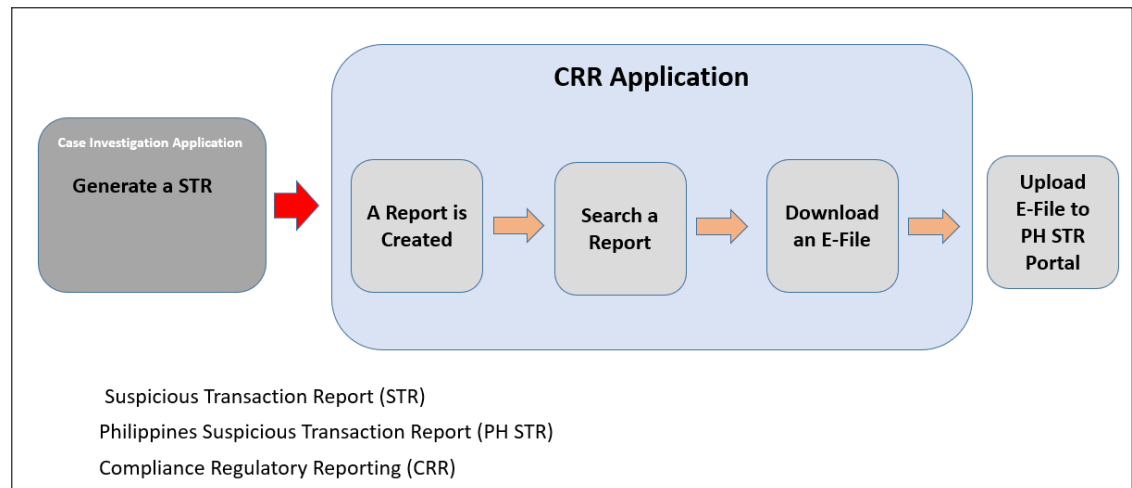 CRR Application
Case Investigation Application
Generate a STR
A Report is
Created
Search a
Report
Download
an E-File
Upload
E-File to
PH STR
Portal
Suspicious Transaction Report (STR)
Philippines Suspicious Transaction Report (PH STR)
Compliance Regulatory Reporting (CRR)